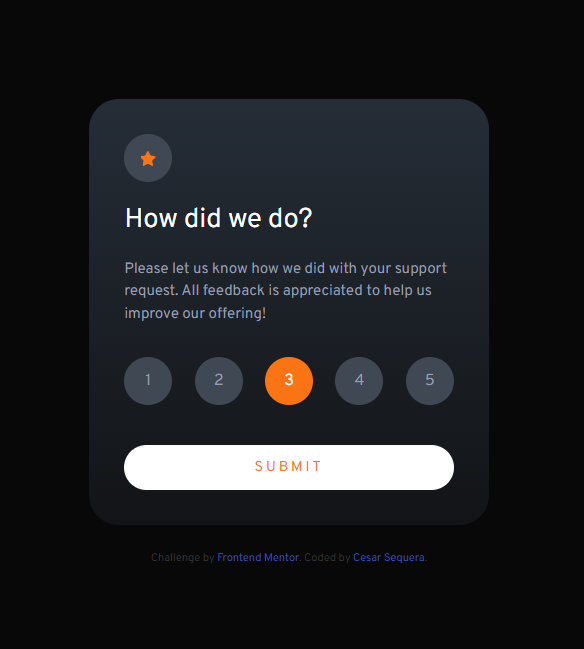 How did we do?
Please let us know how we did with your support
request. All feedback is appreciated to help us
improve our offering!
1 2 3 4 5
SUBMIT
Challenge by Frontend Mentor. Coded by Cesar Sequera.